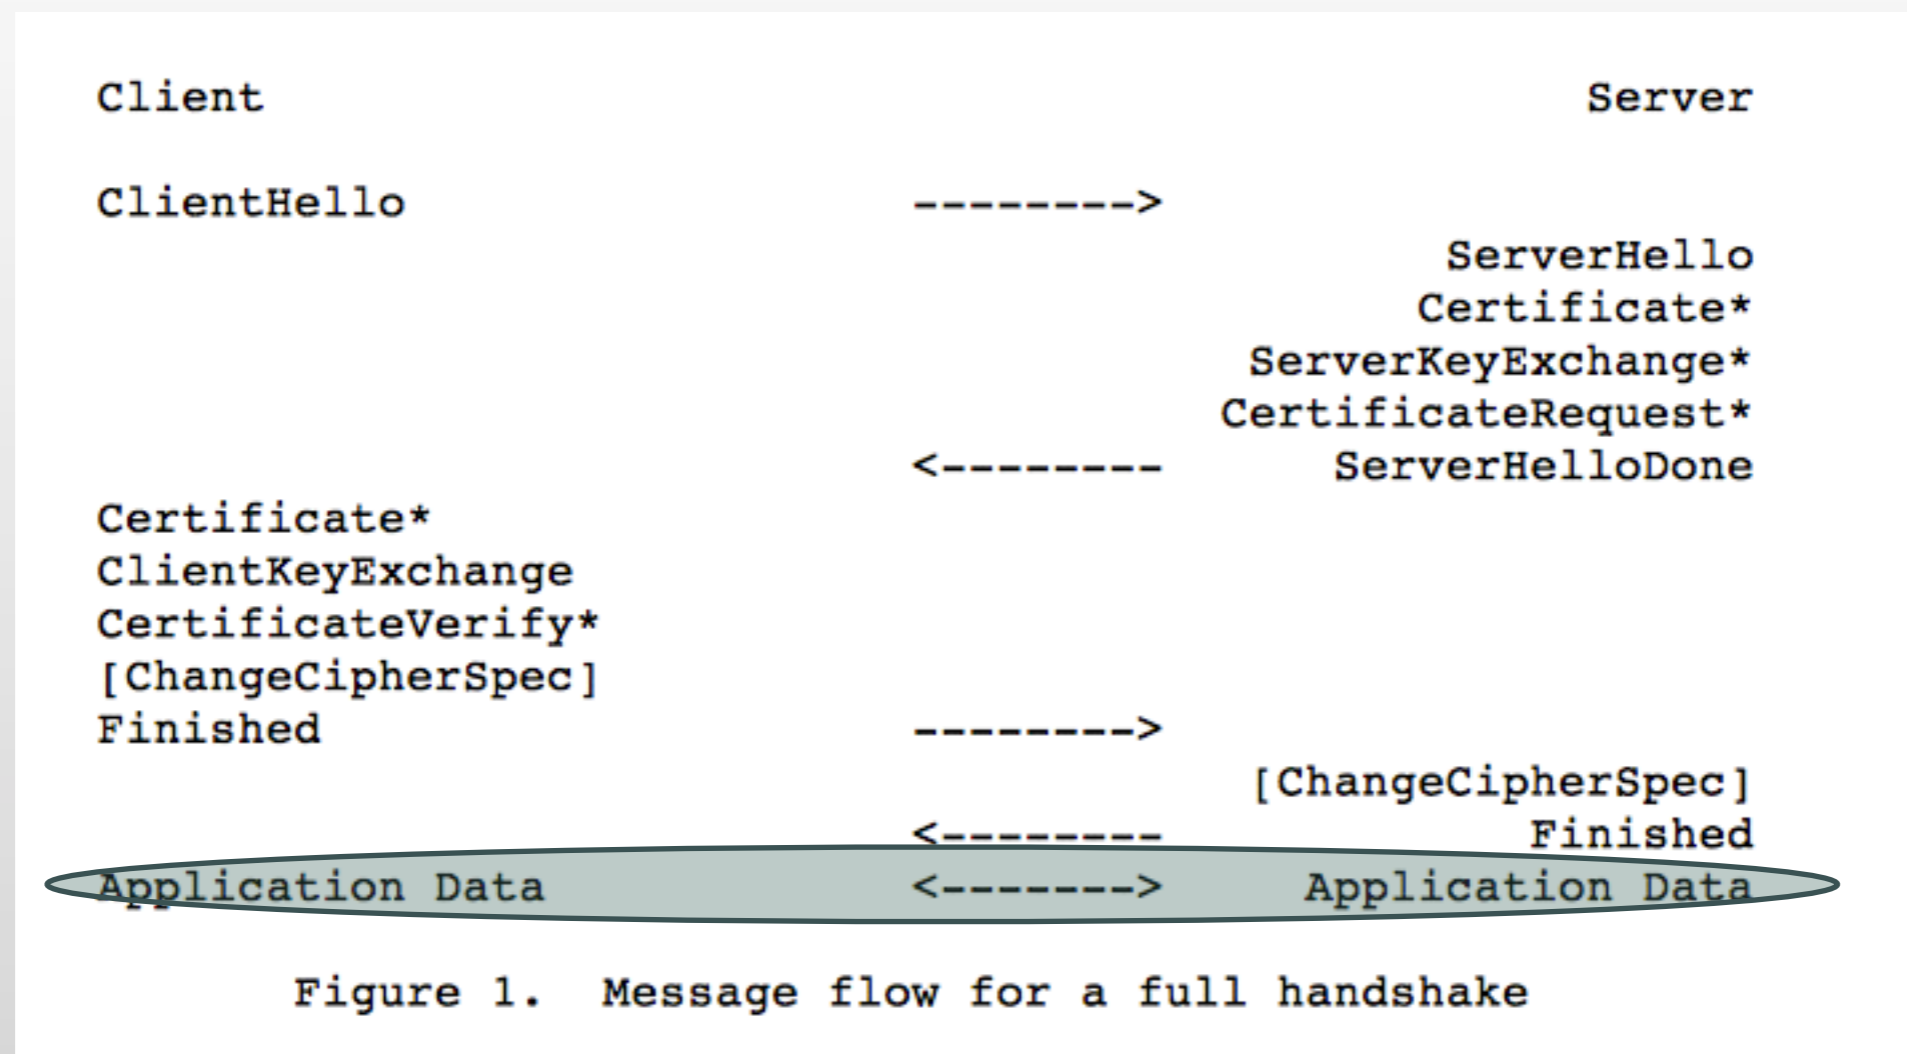 Client Server
ClientHello -------->
ServerHello
Certificate*
ServerKeyExchange*
CertificateRequest*
<-------- ServerHelloDone
Certificate*
ClientKeyExchange
CertificateVerify*
[ChangeCipherSpec]
Finished -------->
[ChangeCipherSpec]
<-------- Finished
Application Data <-------> Application Data
Figure 1. Message flow for a full handshake